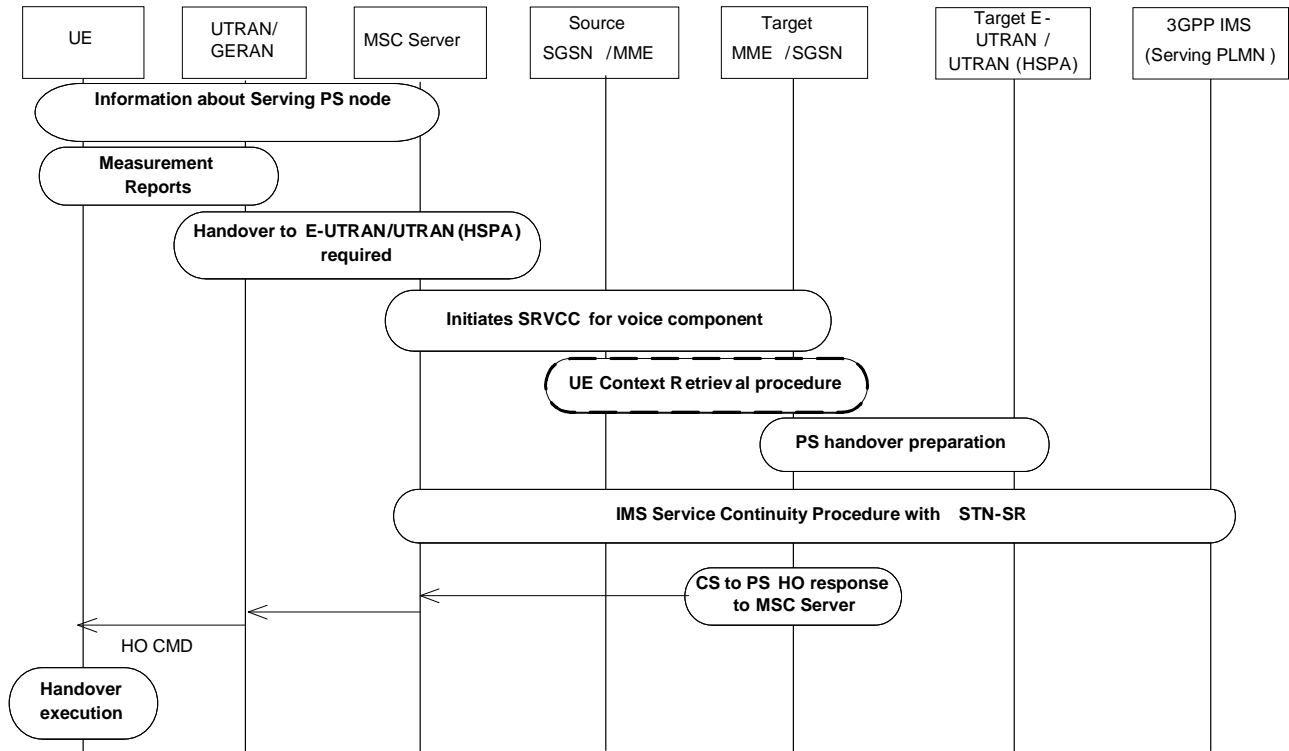 UE
UTRAN/
GERAN
MSC Server
Source
SGSN /MME
Target
MME /SGSN
Target E-
UTRAN /
UTRAN (HSPA)
3GPP IMS
(Serving PLMN )
Information about Serving PS node
Measurement
Reports
Handover to E-UTRAN/UTRAN (HSPA)
required
Initiates SRVCC for voice component
UE Context Retrieval procedure
PS handover preparation
IMS Service Continuity Procedure with STN-SR
CS to PS HO response
to MSC Server
HO CMD
Handover
execution